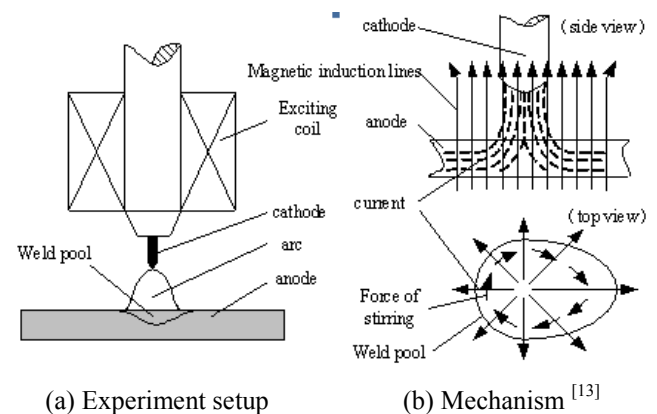 Exciting
coil
cathode
arc
Weld pool
anode
(a) Experiment setup
cathode
(side view)
Magnetic induction lines
anode
current
(top view)
Force of
stirring
Weld pool
(b) Mechanism [13]